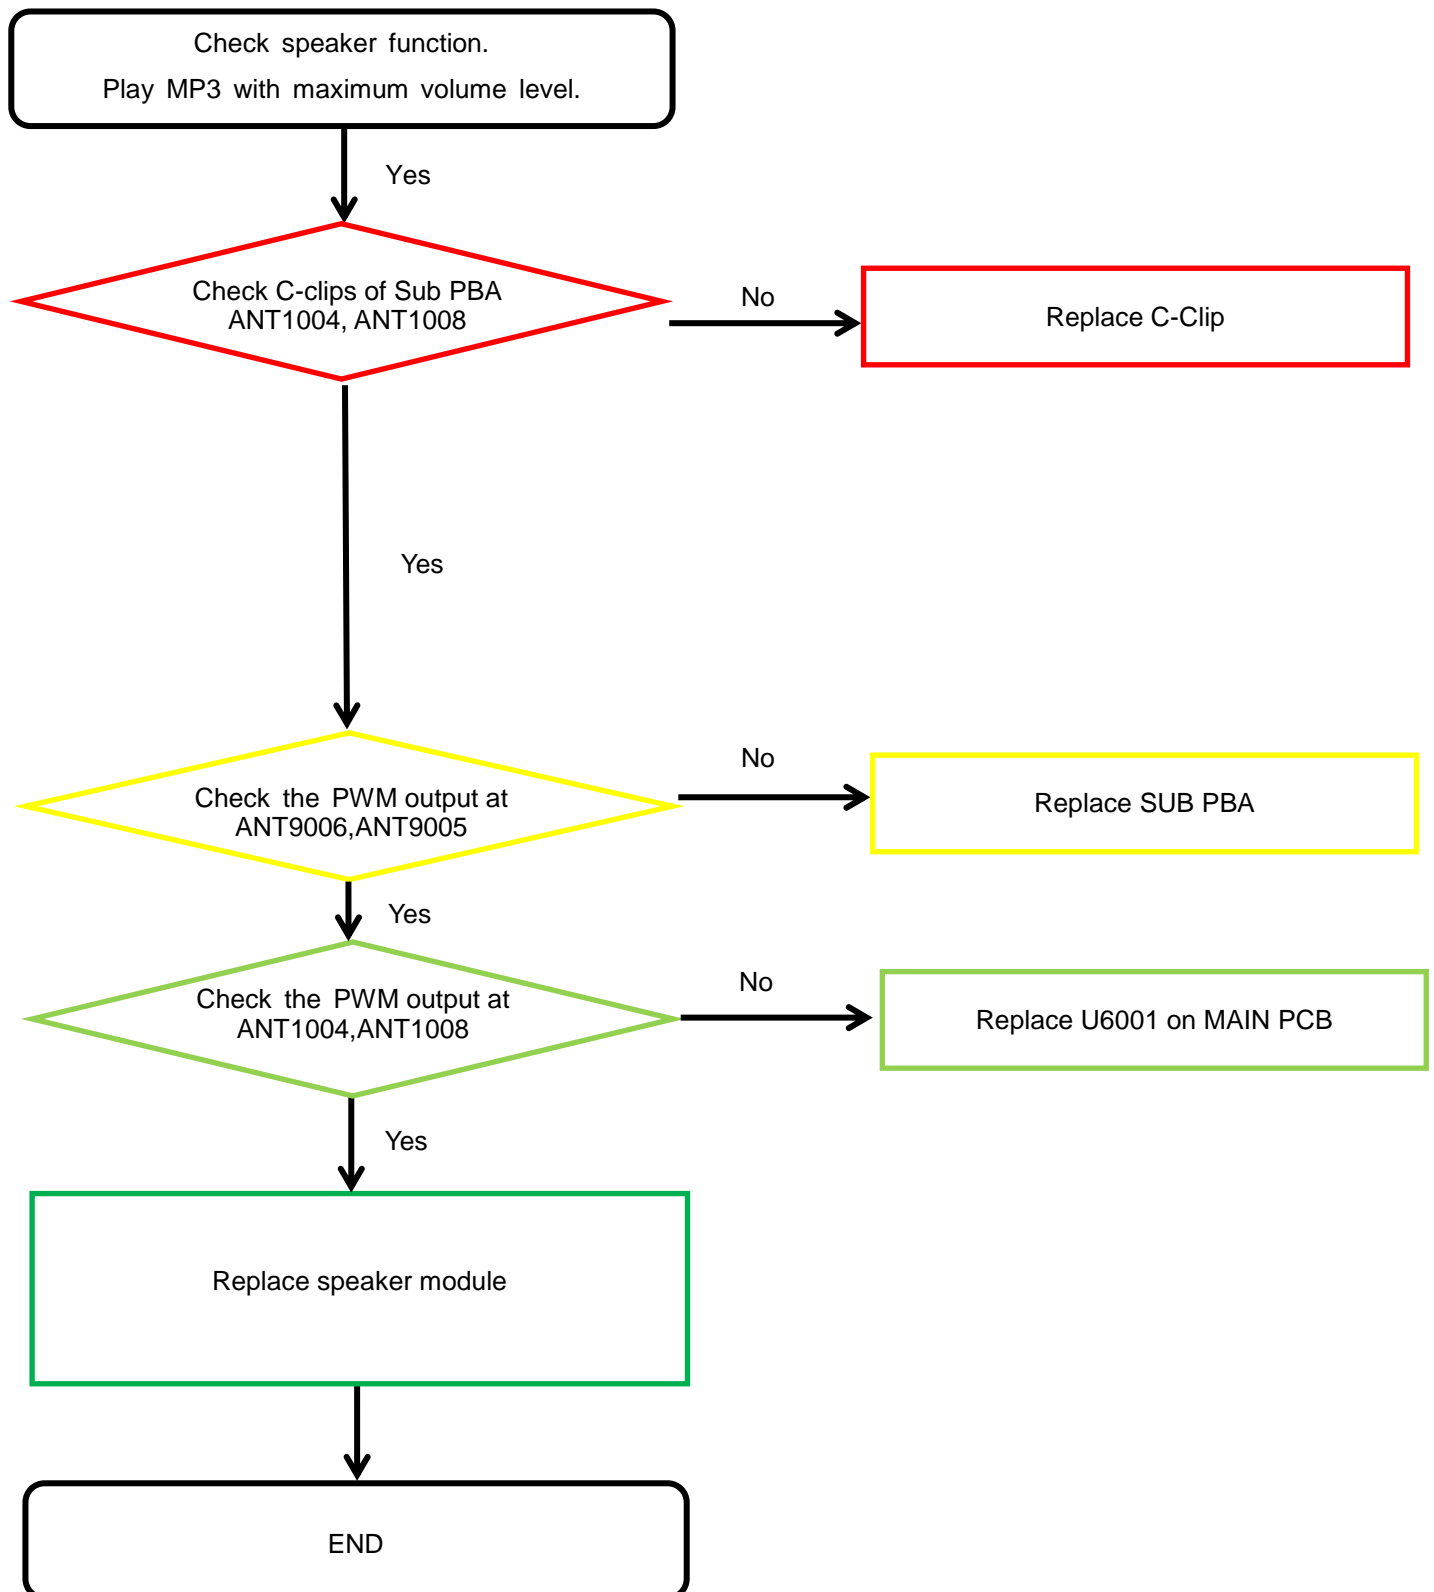 Check speaker function.
Play MP3 with maximum volume level.
Yes
Check C-clips of Sub PBA
ANT1004, ANT1008
No
Replace C-Clip
Yes
Check the PWM output at
ANT9006,ANT9005
No
Replace SUB PBA
Yes
Check the PWM output at
ANT1004,ANT1008
No
Replace U6001 on MAIN PCB
Yes
Replace speaker module
END